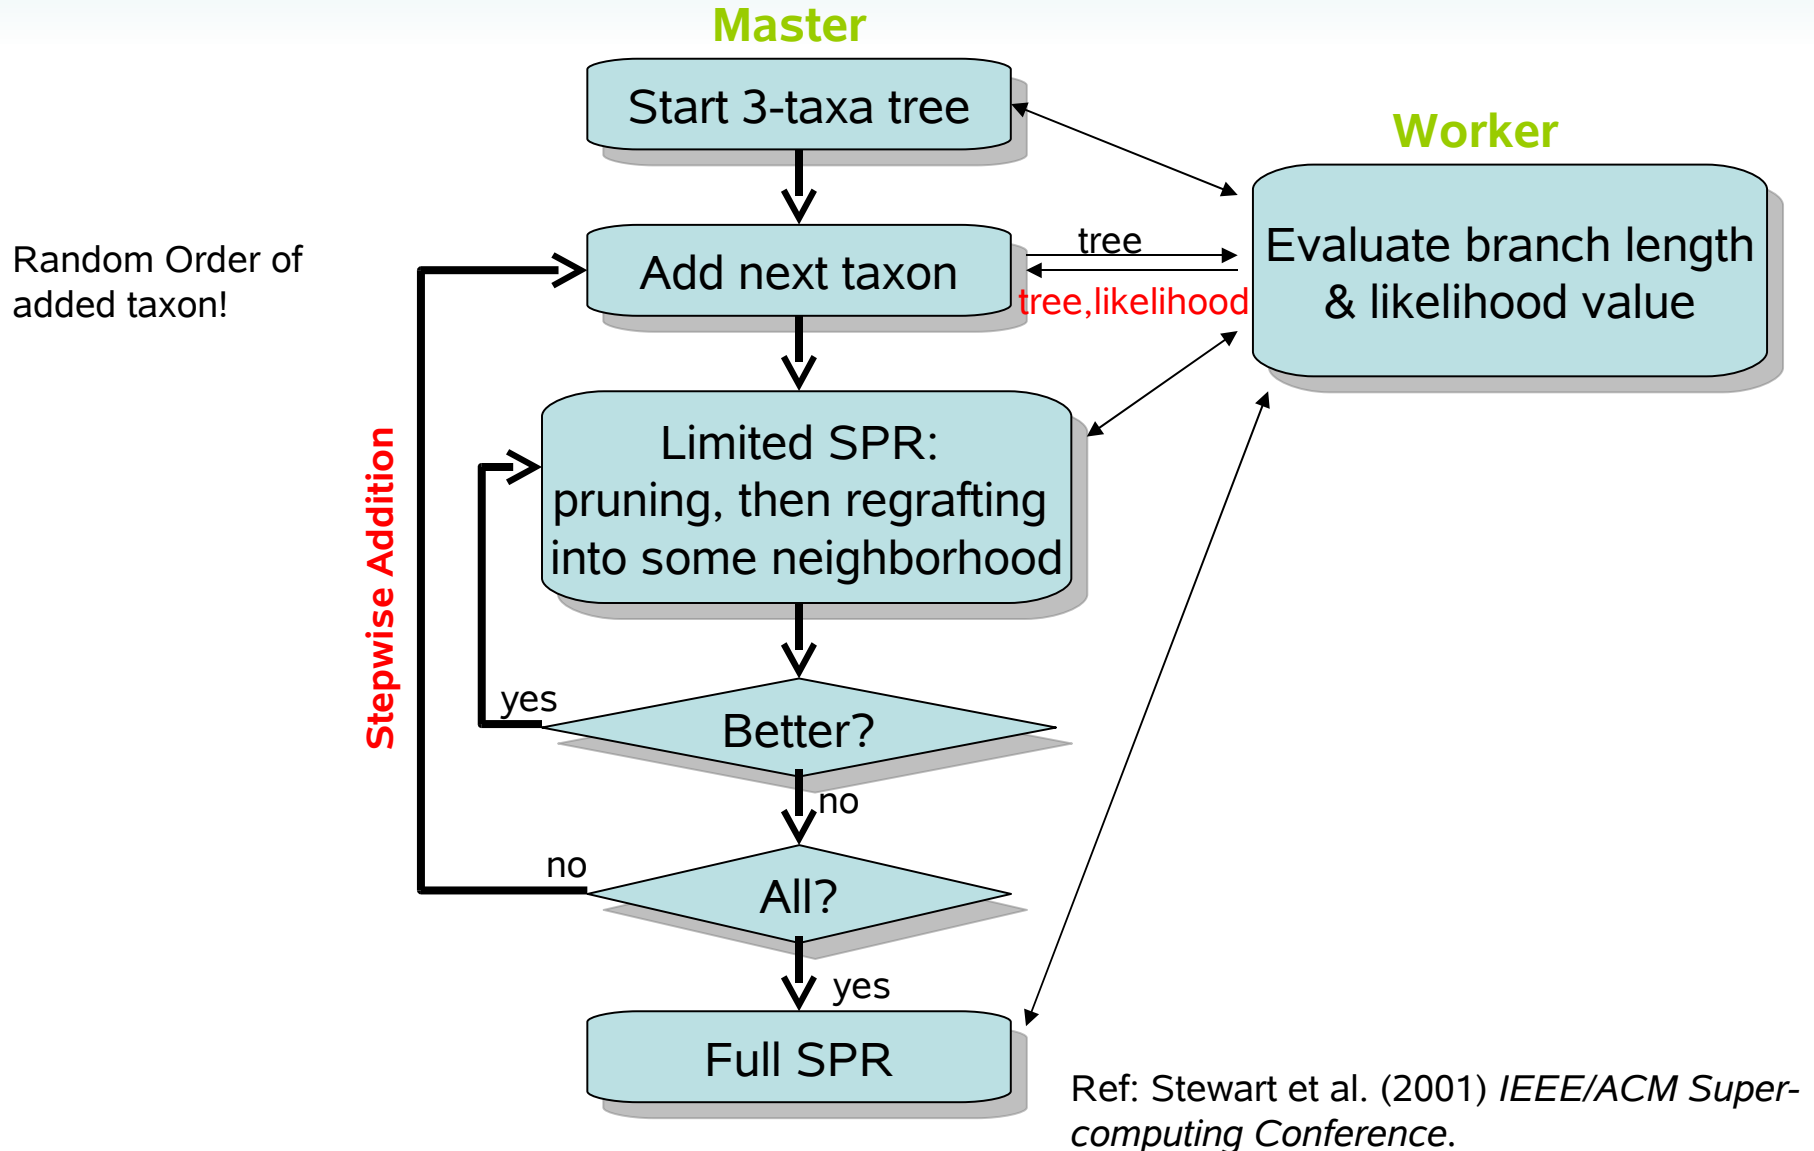 Master
Start 3-taxa tree
Worker
Random Order of
added taxon!
Add next taxon
tree
tree,likelihood
Evaluate branch length
& likelihood value
Stepwise Addition
Limited SPR:
pruning, then regrafting
into some neighborhood
yes
Better?
no
no
All?
yes
Full SPR
Ref: Stewart et al. (2001) IEEE/ACM Super-
computing Conference.